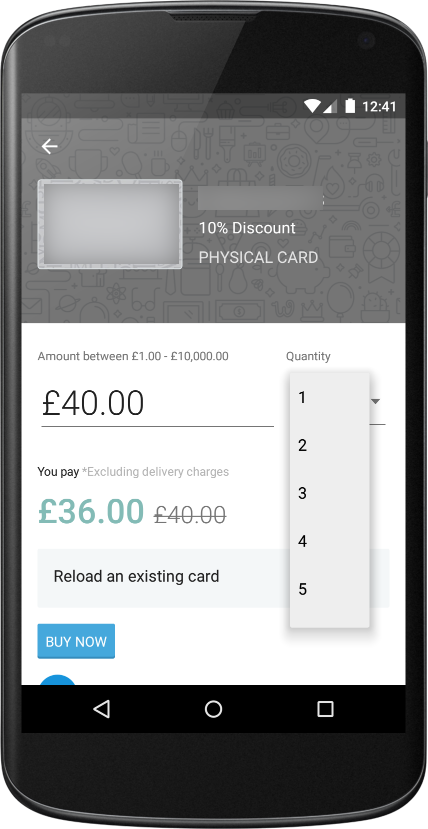 12:41
10% Discount
PHYSICAL CARD
Amount between £1.00 - £10,000.00
Quantity
£40.00
1
2
3
4
5
You pay *Excluding delivery charges
£36.00 £40.00
Reload an existing card
BUY NOW